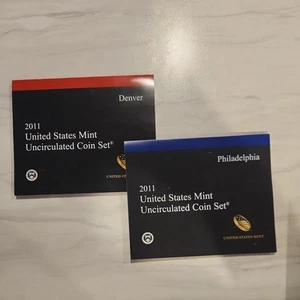 Denver
2011
United States Mint
Uncirculated Coin Set®
Philadelphia
2011
United States Mint
Uncirculated Coin Set®
UNITED STATES MINT